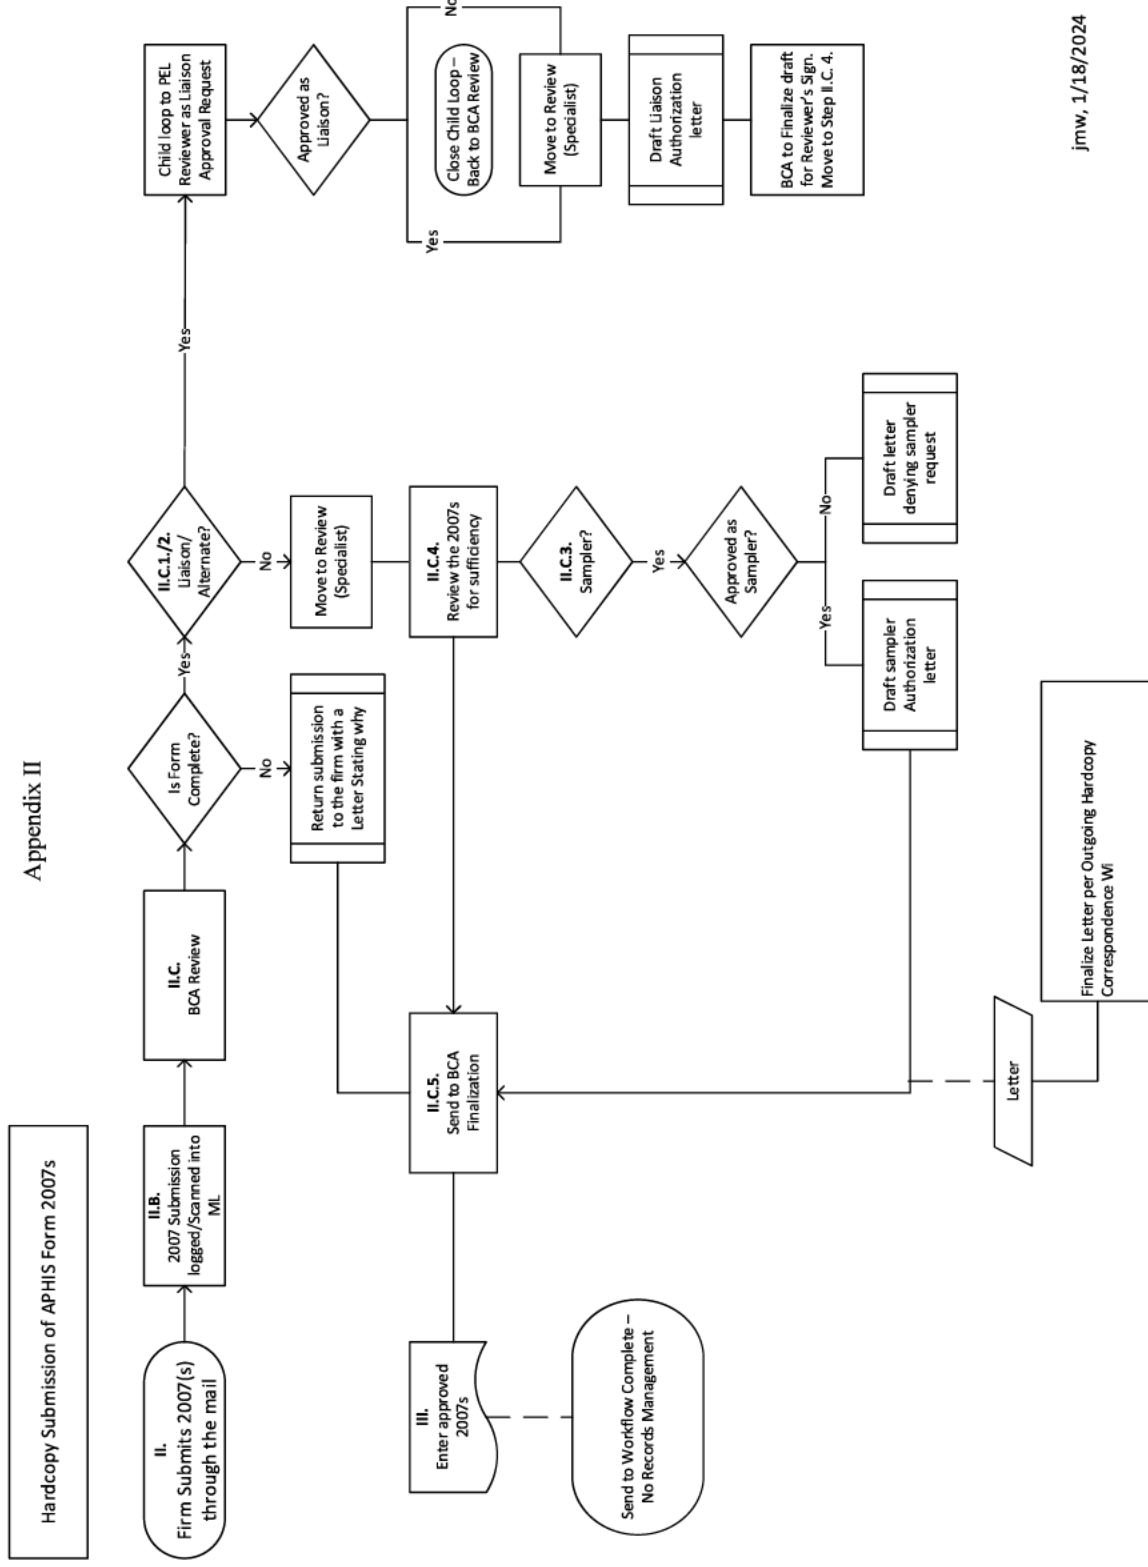 Appendix II
Hardcopy Submission of APHIS Form 2007s
II.
Firm Submits 2007(s)
through the mail
II.B.
2007 Submission
logged/Scanned into
ML
II.C.
BCA Review
Is Form
Complete?
Yes
No
Return submission
to the firm with a
Letter Stating why
II.C.1./2.
Liaison/
Alternate?
Yes
No
Child loop to PEL
Reviewer as Liaison
Approval Request
Approved as
Liaison?
No
Yes
Close Child Loop –
Back to BCA Review
Move to Review
(Specialist)
Draft Liaison
Authorization
letter
BCA to Finalize draft
for Reviewer's Sign.
Move to Step II.C. 4.
Move to Review
(Specialist)
II.C.4.
Review the 2007s
for sufficiency
II.C.3.
Sampler?
Yes
Approved as
Sampler?
Yes
No
Draft sampler
Authorization
letter
Draft letter
denying sampler
request
II.C.5.
Send to BCA
Finalization
III.
Enter approved
2007s
Send to Workflow Complete –
No Records Management
Letter
Finalize Letter per Outgoing Hardcopy
Correspondence Wi
jmw, 1/18/2024